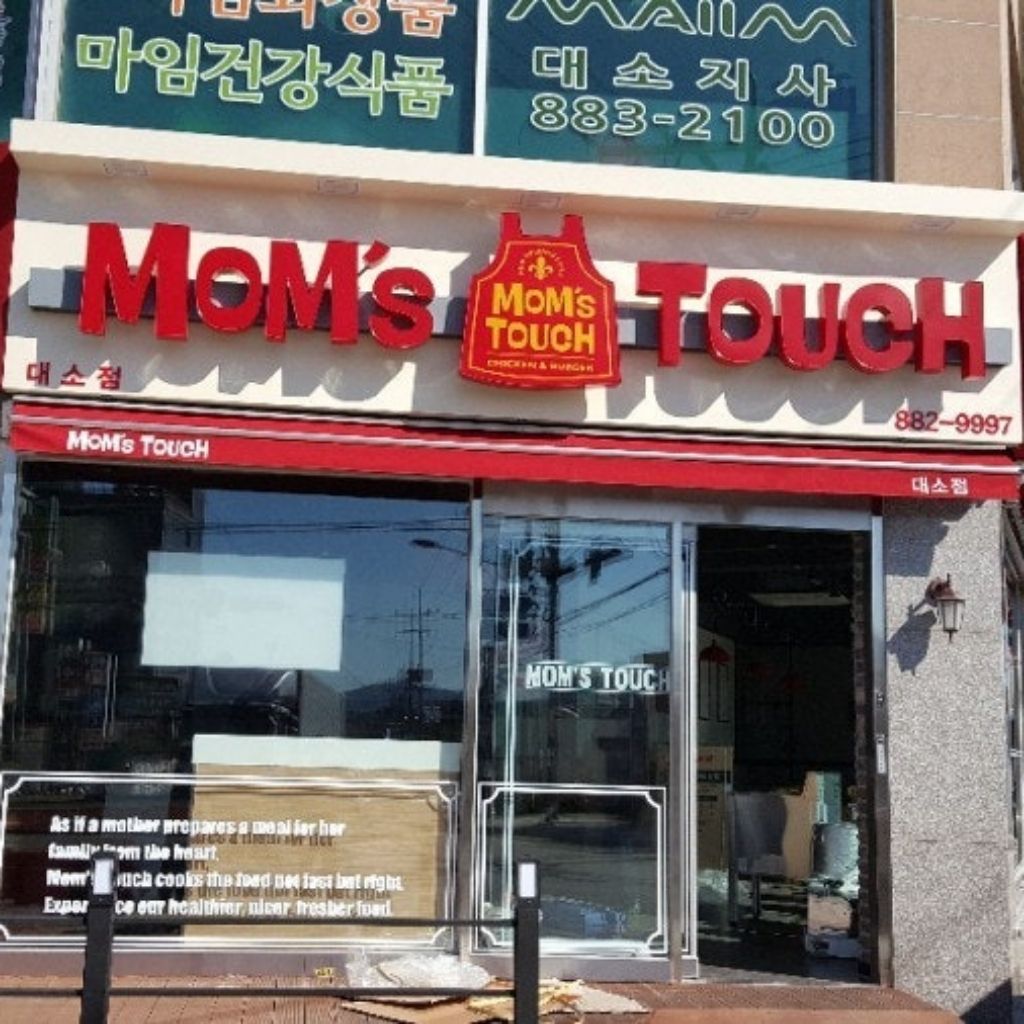 마임건강식품
MAIIM
대소지사
883-2100
MOM's TOUCH
MOM's
TOUCH
CHICKEN & BURGER
대소점
882-9997
MOM's TOUCH
대소점
MOM'S TOUCH
As if a mother prepares a meal for her
family from the heart.
Mom's Touch cooks the food not fast but right.
Experience our healthier, nicer, fresher food.